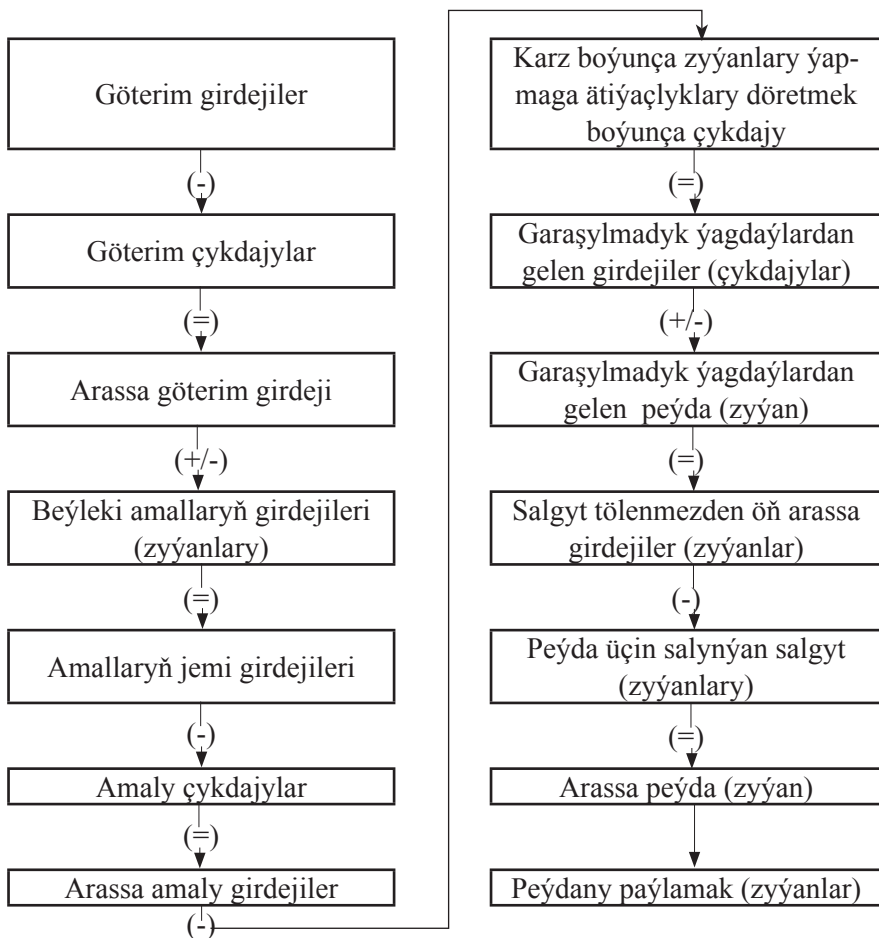 Göterim girdejiler
(-)
Göterim çykdajylar
(=)
Arassa göterim girdeji
(+/-)
Beýleki amallaryň girdejileri
(zyýanlary)
(=)
Amallaryň jemi girdejileri
(-)
Amaly çykdajylar
(=)
Arassa amaly girdejiler
(-)
Karz boýunça zyýanlary ýap-
maga ätiýaçlyklary döretmek
boýunça çykdajy
(=)
Garaşylmadyk ýagdaýlardan
gelen girdejiler (çykdajylar)
(+/-)
Garaşylmadyk ýagdaýlardan
gelen peýda (zyýan)
(=)
Salgyt tölenmezden öň arassa
girdejiler (zyýanlar)
(-)
Peýda üçin salynýan salgyt
(zyýanlary)
(=)
Arassa peýda (zyýan)
Peýdany paýlamak (zyýanlar)